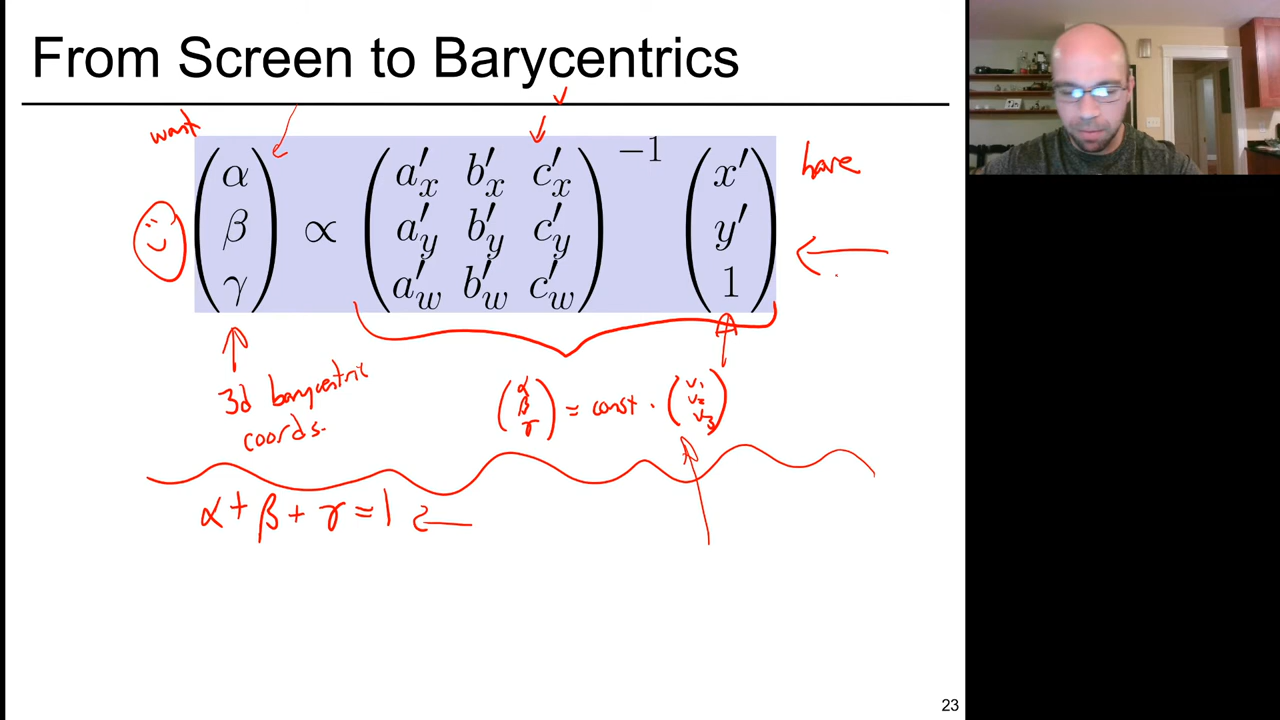 From Screen to Barycentrics
want
α a′x b′x c′x −1 x′ have
β ∝ a′y b′y c′y y′
γ a′w b′w c′w 1
3d barycentric
coords.
α v₁
β = const · v₂
γ v₃
α + β + γ = 1
23